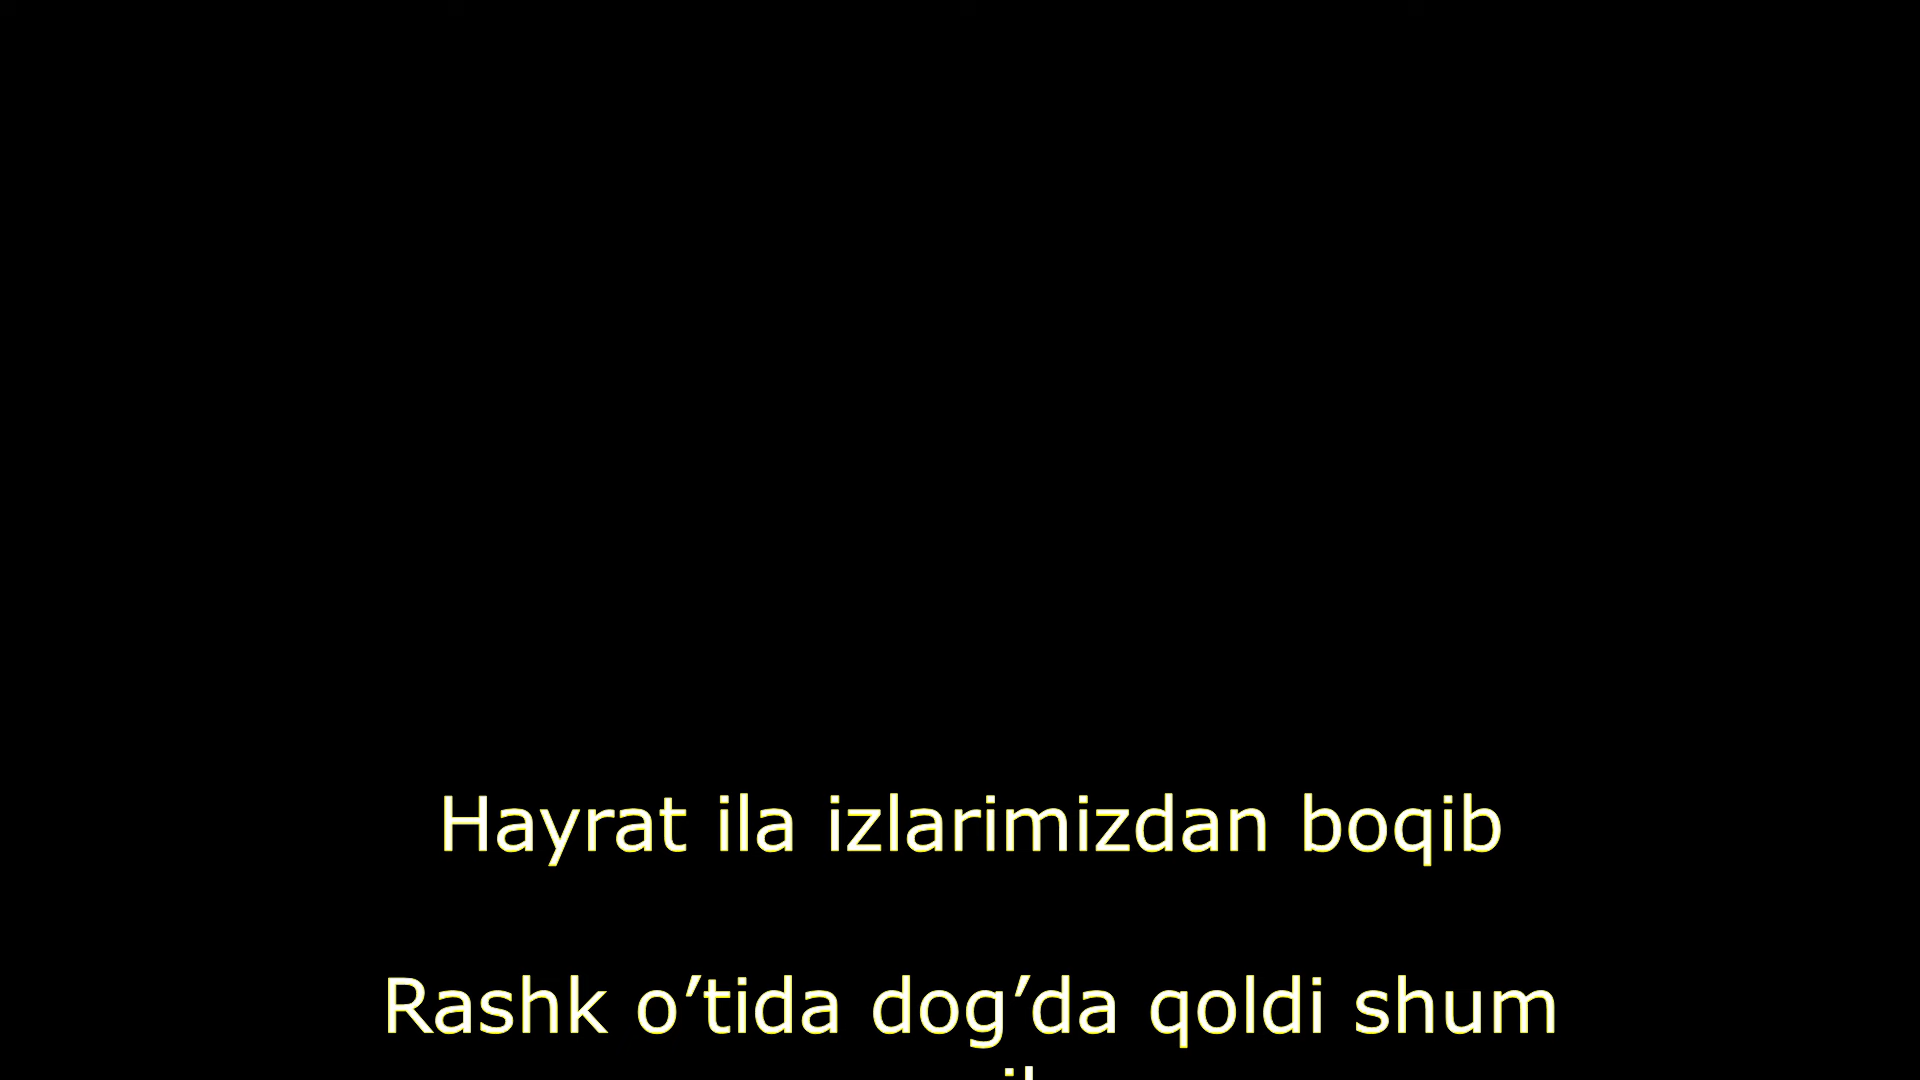 Hayrat ila izlarimizdan boqib
Rashk o’tida dog’da qoldi shum